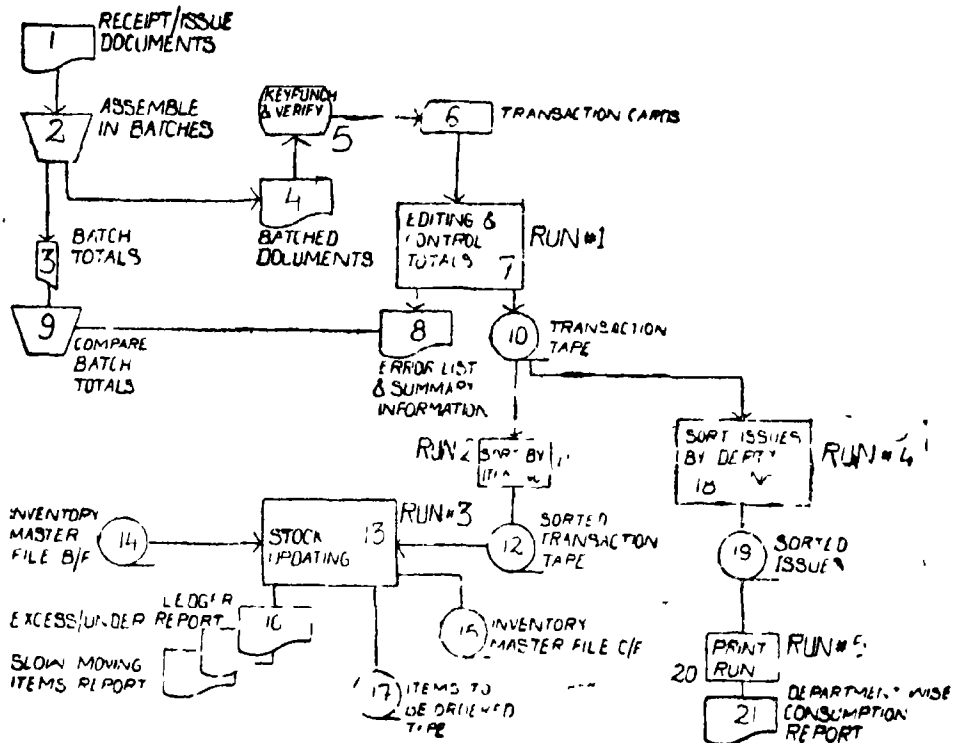 RECEIPT/ISSUE
DOCUMENTS
1
ASSEMBLE
IN BATCHES
2
KEYPUNCH
& VERIFY
5
6
TRANSACTION CARDS
4
BATCHED
DOCUMENTS
BATCH
TOTALS
3
EDITING &
CONTROL
TOTALS
7
RUN #1
9
COMPARE
BATCH
TOTALS
8
ERROR LIST
& SUMMARY
INFORMATION
10
TRANSACTION
TAPE
RUN 2
SORT BY
SORT ISSUES
BY DEPTT
18
RUN #4
INVENTORY
MASTER
FILE B/F
14
STOCK
UPDATING
13
RUN #3
12
SORTED
TRANSACTION
TAPE
19
SORTED
ISSUES
LEDGER
EXCESS/UNDER REPORT
16
SLOW MOVING
ITEMS REPORT
15
INVENTORY
MASTER FILE C/F
17
ITEMS TO
BE ORDERED
TAPE
20
PRINT
RUN
RUN #5
21
DEPARTMENT WISE
CONSUMPTION
REPORT